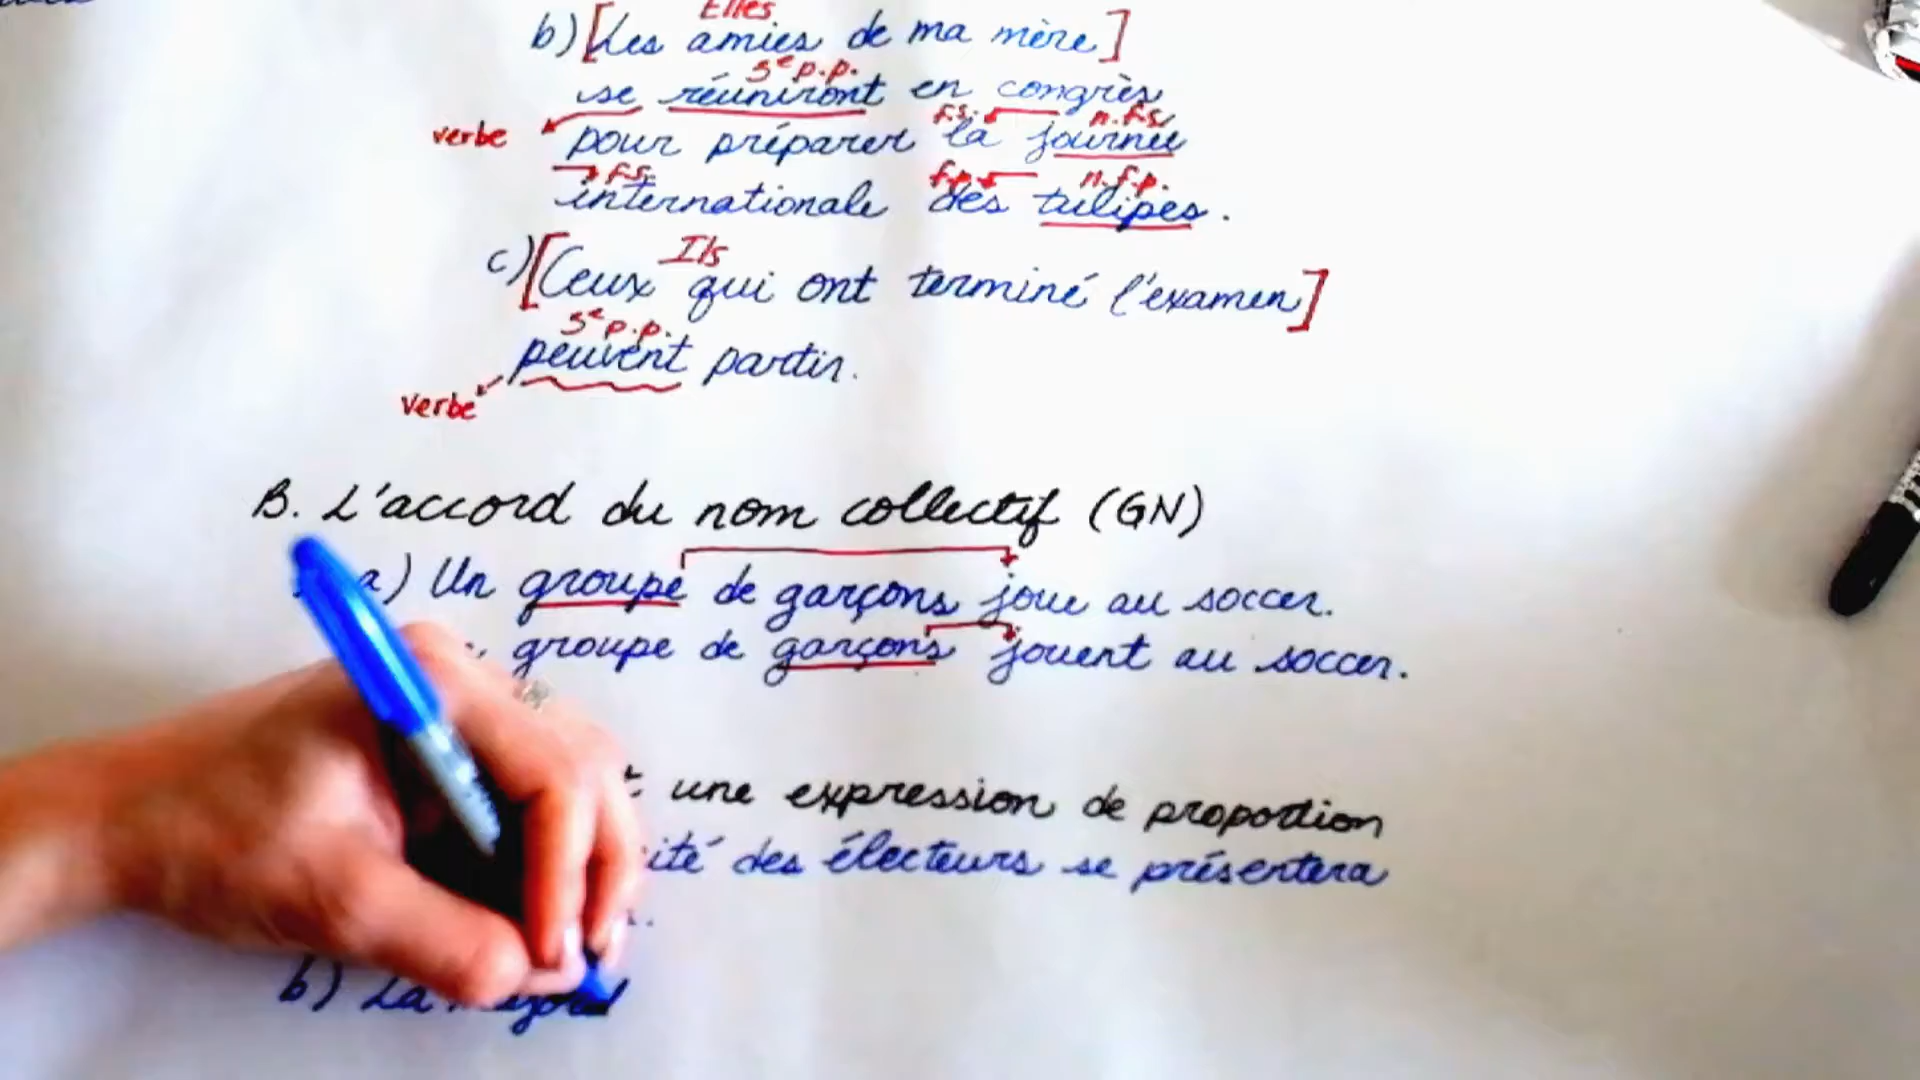 Elles
b) [Les amies de ma mère]
3e p.p.
se réuniront en congrès
verbe
f.s. n.f.s.
pour préparer la journée
f.s. f.p. n.f.p.
internationale des tulipes.
Ils
c) [Ceux qui ont terminé l'examen]
3e p.p.
peuvent partir.
verbe
B. L'accord du nom collectif (GN)
a) Un groupe de garçons joue au soccer.
groupe de garçons jouent au soccer.
une expression de proportion
des électeurs se présentera
b) La